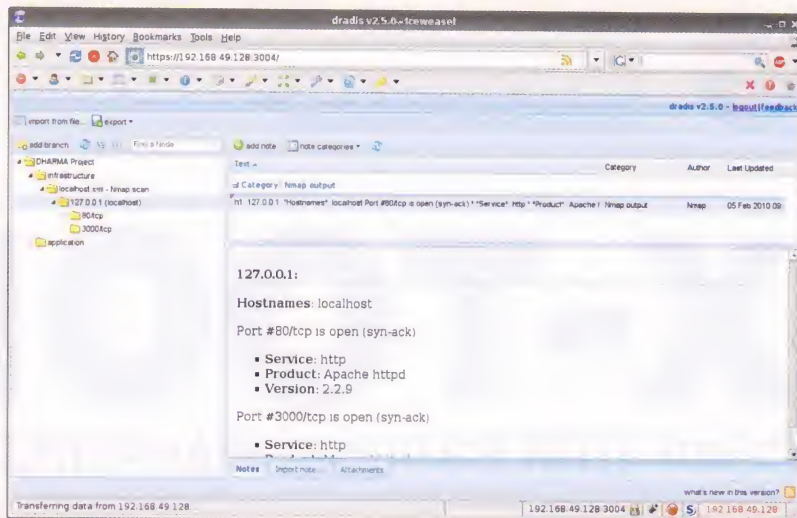 dradis v2.5.0 - Iceweasel
File Edit View History Bookmarks Tools Help
https://192.168.49.128:3004/
dradis v2.5.0 - logout | feedback
import from file... export
add branch Find a Node
add note note categories
DHARMA Project
infrastructure
localhost.xml - Nmap scan
127.0.0.1 (localhost)
80/tcp
3000/tcp
application
Text Category Author Last Updated
Category Nmap output
h1. 127.0.0.1 *Hostnames* localhost Port #80/tcp is open (syn-ack) * *Service* http * *Product* Apache Nmap output Nmap 05 Feb 2010 09
127.0.0.1:
Hostnames: localhost
Port #80/tcp is open (syn-ack)
Service: http
Product: Apache httpd
Version: 2.2.9
Port #3000/tcp is open (syn-ack)
Service: http
Notes Import note... Attachments
what's new in this version?
Transferring data from 192.168.49.128
192.168.49.128:3004 192.168.49.128